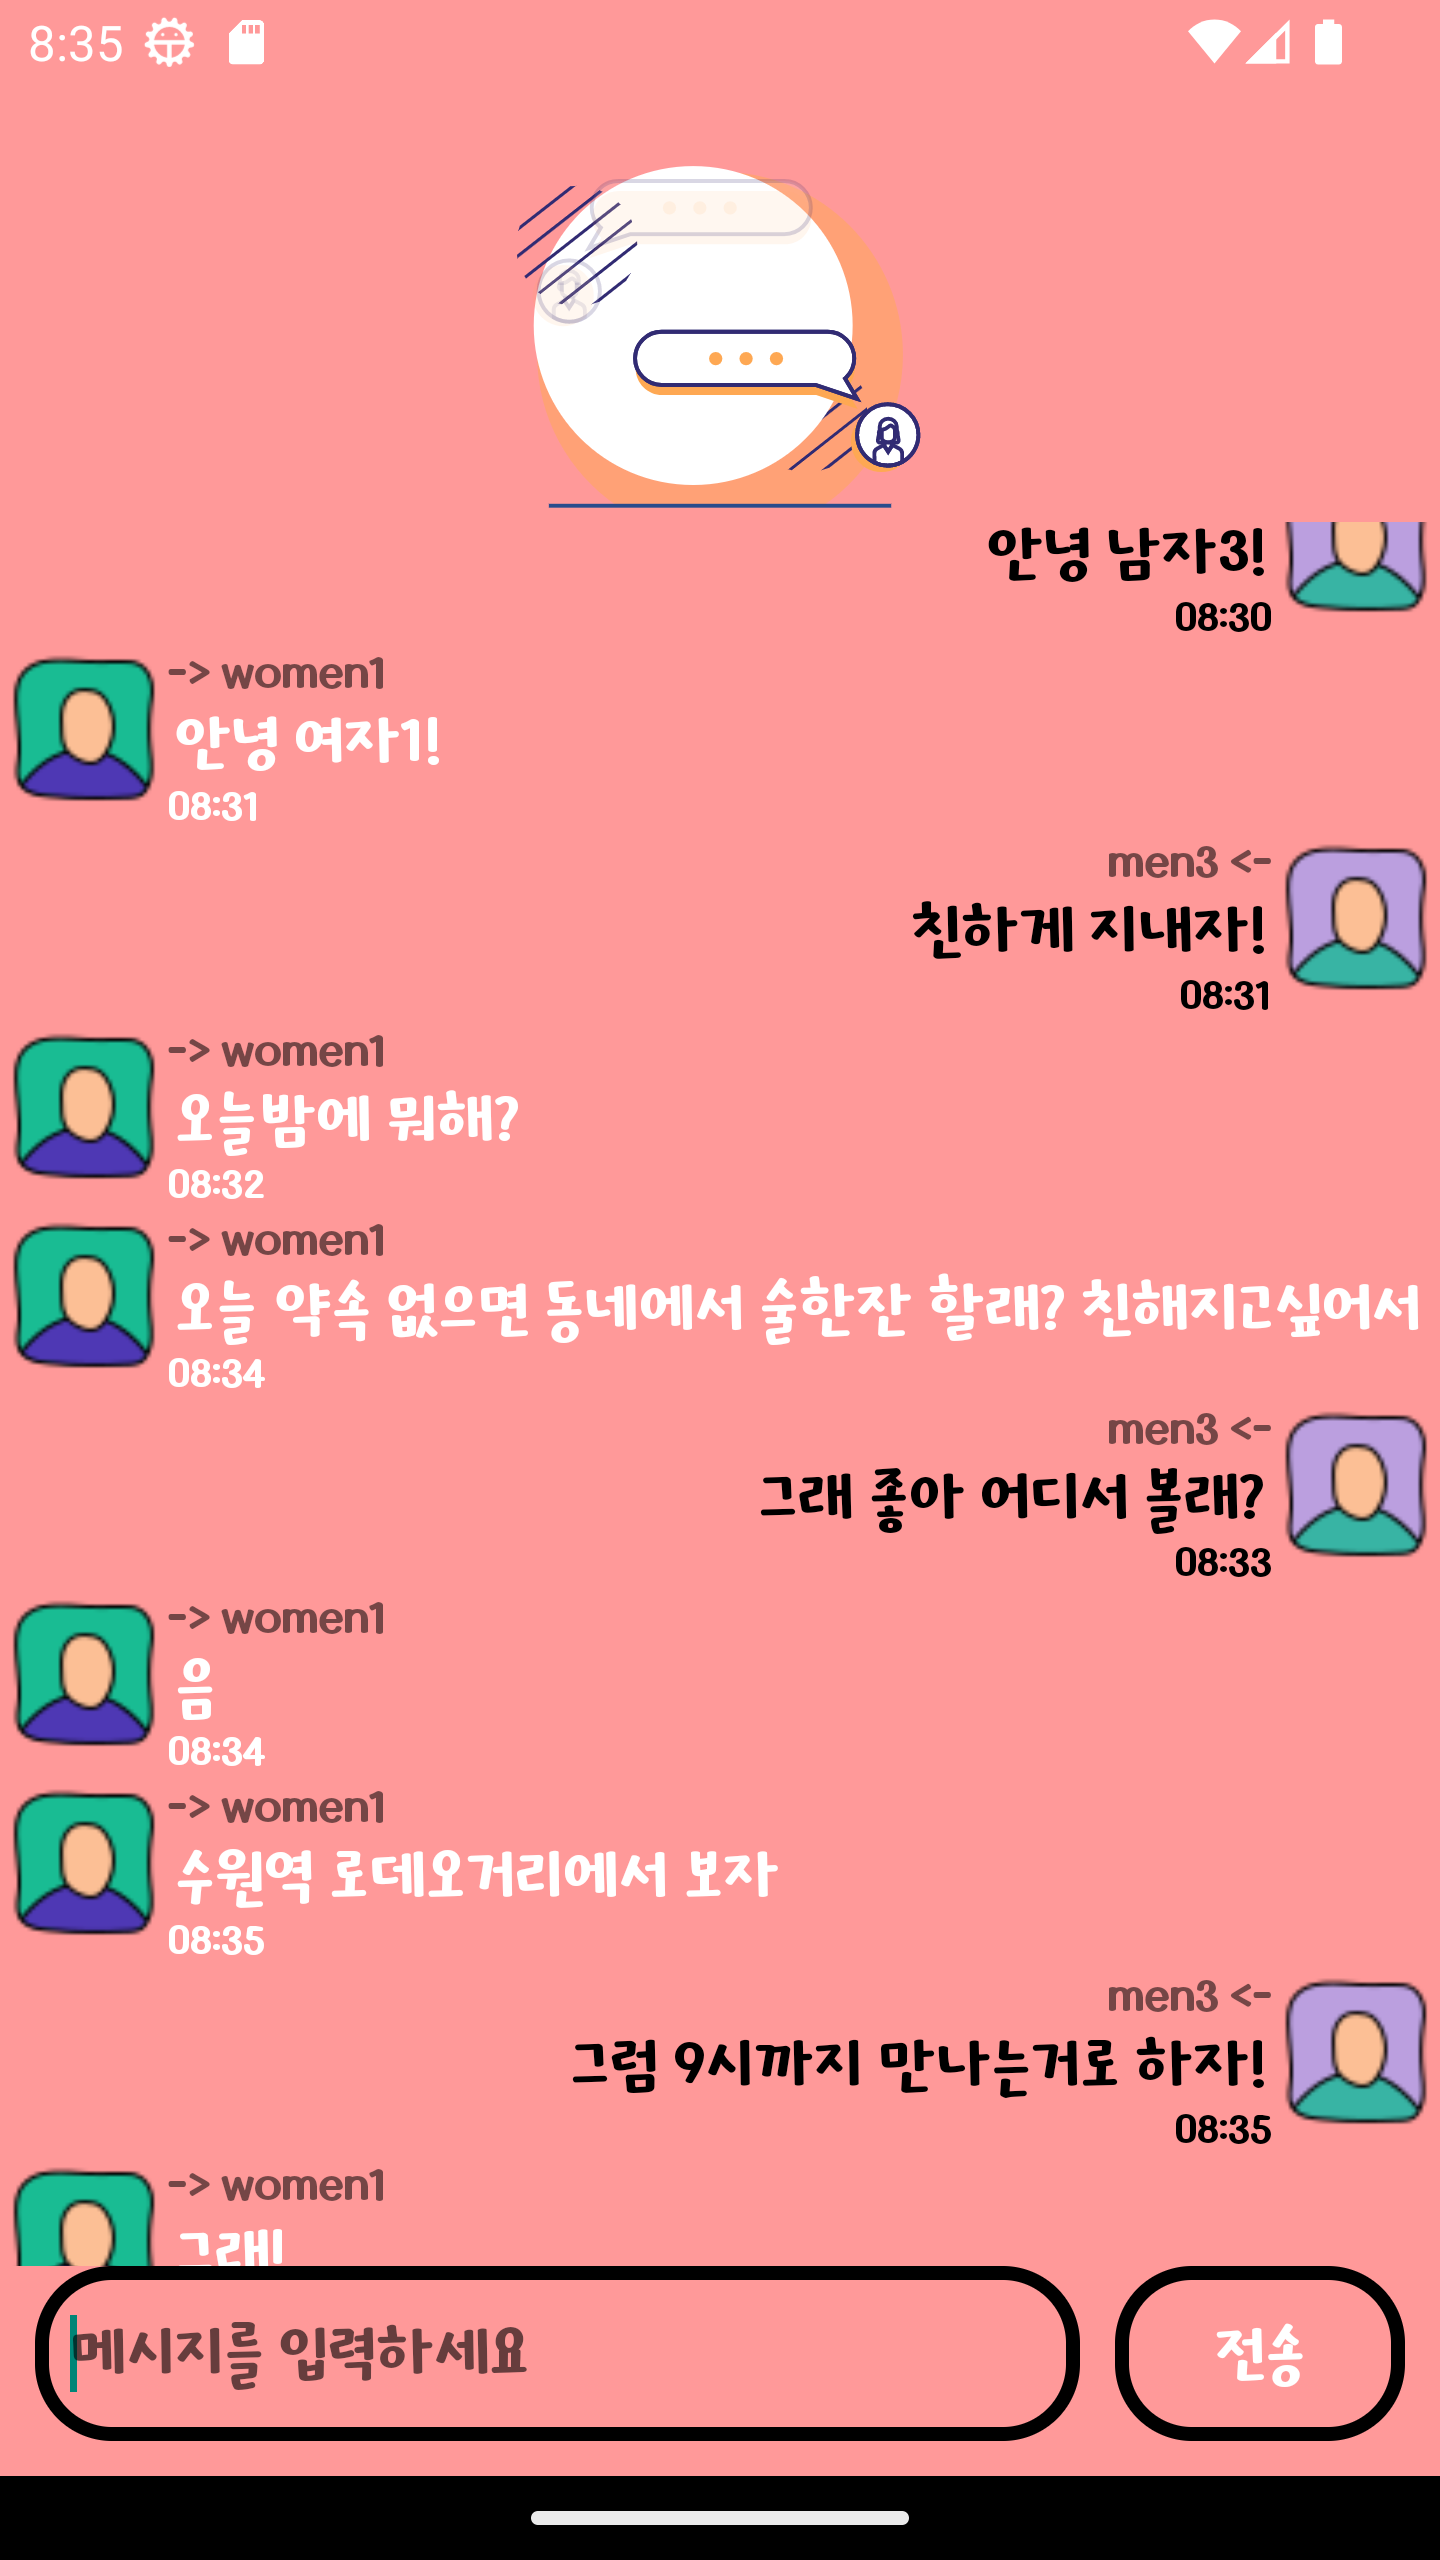 8:35
안녕 남자3!
08:30
-> women1
안녕 여자1!
08:31
men3 <-
친하게 지내자!
08:31
-> women1
오늘밤에 뭐해?
08:32
-> women1
오늘 약속 없으면 동네에서 술한잔 할래? 친해지고싶어서
08:34
men3 <-
그래 좋아 어디서 볼래?
08:33
-> women1
음
08:34
-> women1
수원역 로데오거리에서 보자
08:35
men3 <-
그럼 9시까지 만나는거로 하자!
08:35
-> women1
그래!
메시지를 입력하세요
전송